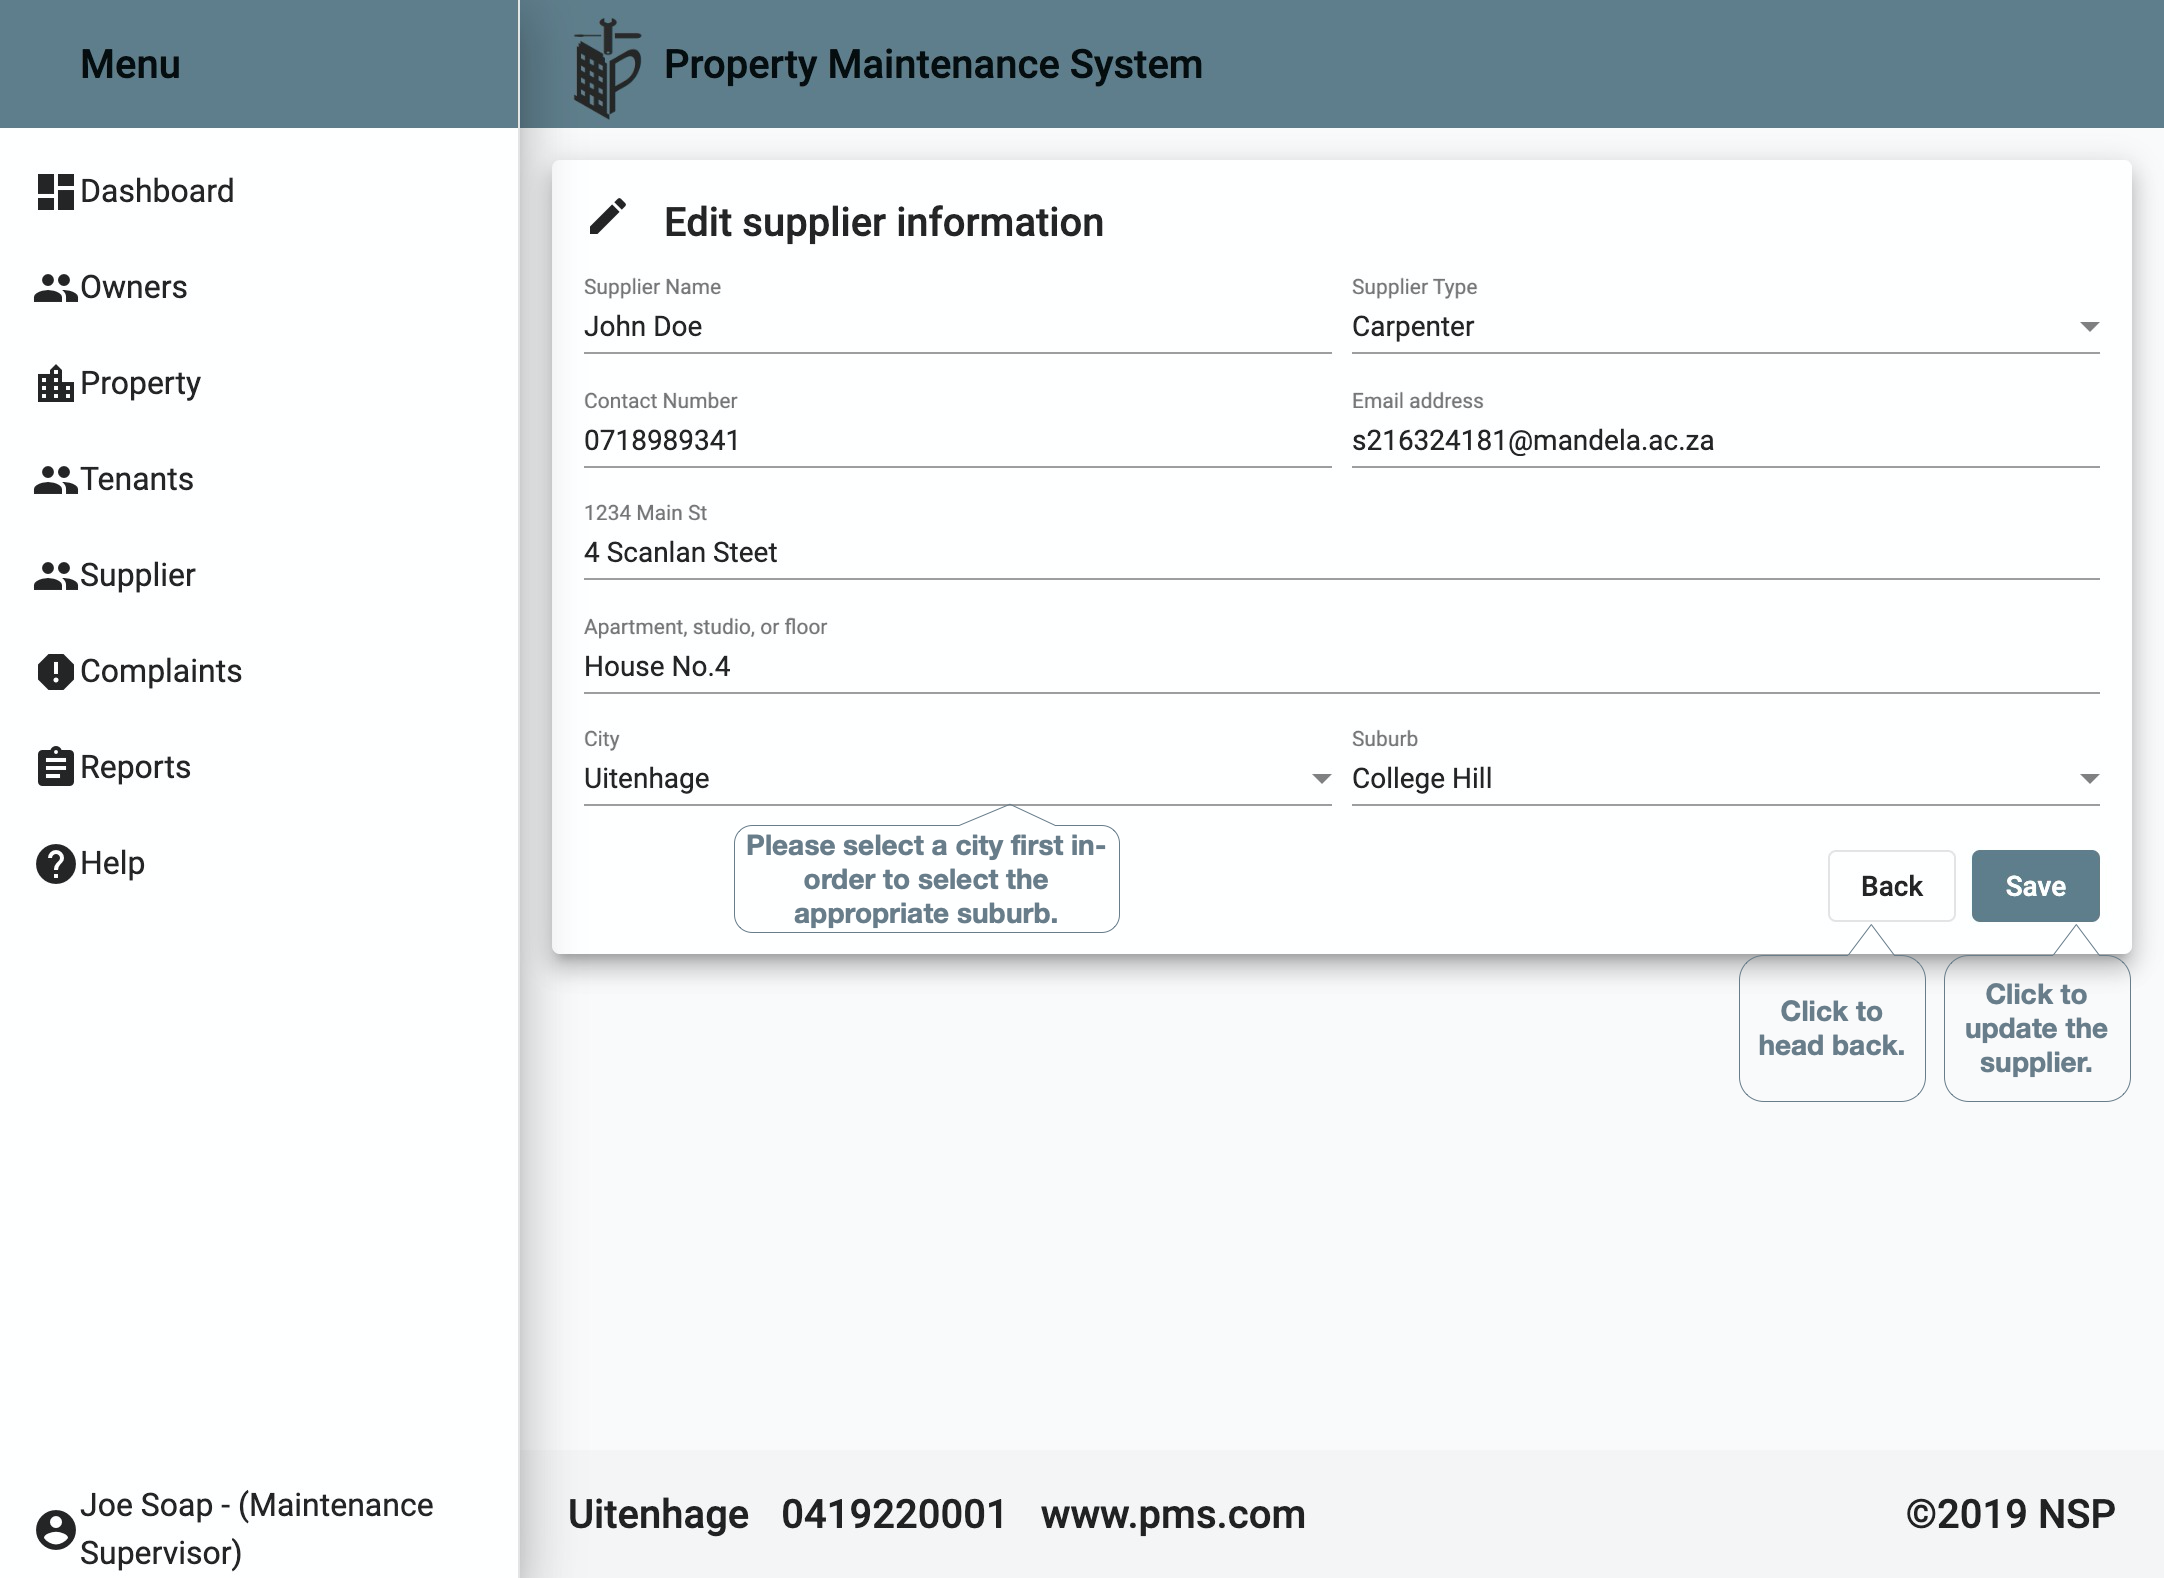 Menu
Property Maintenance System
Dashboard
Owners
Property
Tenants
Supplier
Complaints
Reports
Help
Joe Soap - (Maintenance
Supervisor)
Edit supplier information
Supplier Name
John Doe
Supplier Type
Carpenter
Contact Number
0718989341
Email address
s216324181@mandela.ac.za
1234 Main St
4 Scanlan Steet
Apartment, studio, or floor
House No.4
City
Uitenhage
Suburb
College Hill
Please select a city first in-
order to select the
appropriate suburb.
Back
Save
Click to
head back.
Click to
update the
supplier.
Uitenhage 0419220001 www.pms.com
©2019 NSP